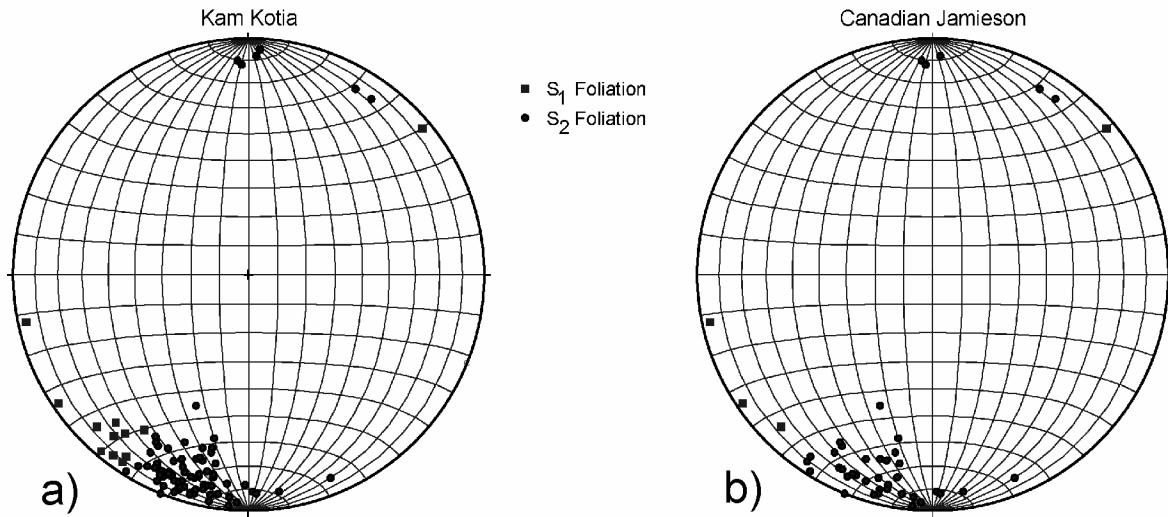 Kam Kotia
Canadian Jamieson
S1 Foliation
S2 Foliation
a)
b)